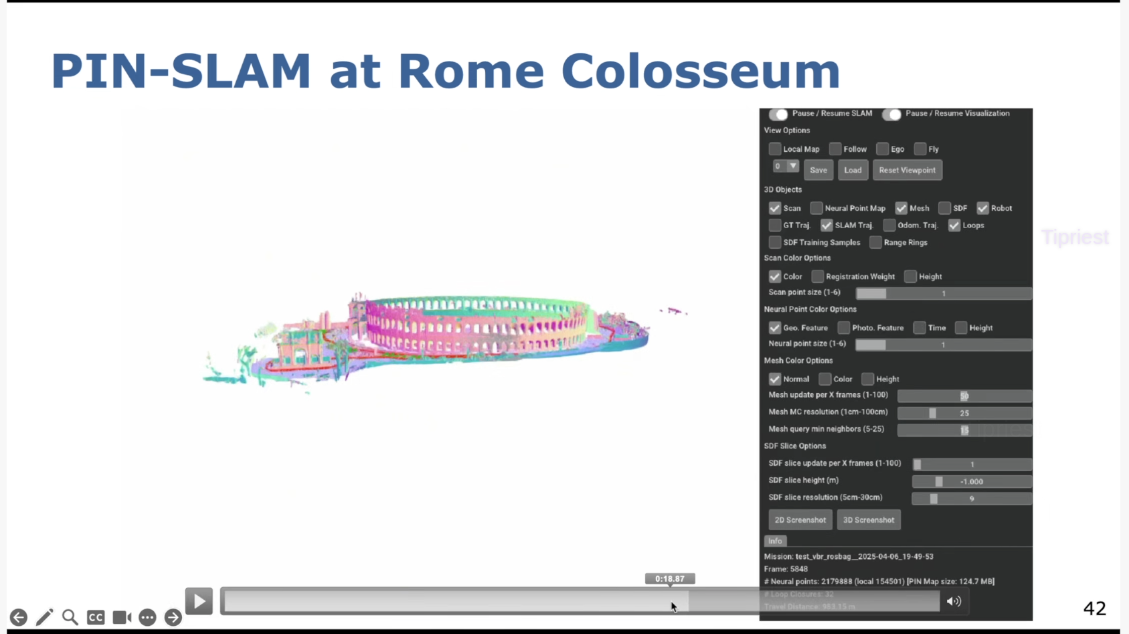 PIN-SLAM at Rome Colosseum
Pause / Resume SLAM Pause / Resume Visualization
View Options
Local Map Follow Ego Fly
0 Save Load Reset Viewpoint
3D Objects
Scan Neural Point Map Mesh SDF Robot
GT Traj. SLAM Traj. Odom. Traj. Loops
SDF Training Samples Range Rings
Scan Color Options
Color Registration Weight Height
Scan point size (1-6) 1
Neural Point Color Options
Geo. Feature Photo. Feature Time Height
Neural point size (1-6) 1
Mesh Color Options
Normal Color Height
Mesh update per X frames (1-100) 50
Mesh MC resolution (1cm-100cm) 25
Mesh query min neighbors (5-25) 15
SDF Slice Options
SDF slice update per X frames (1-100) 1
SDF slice height (m) -1.000
SDF slice resolution (5cm-30cm) 9
2D Screenshot 3D Screenshot
Info
Mission: test_vbr_rosbag__2025-04-06_19-49-53
Frame: 5848
# Neural points: 2179888 (local 154501) [PIN Map size: 124.7 MB]
# Loop Closures: 32
Travel Distance:
0:18.87
CC
42
Tipriest